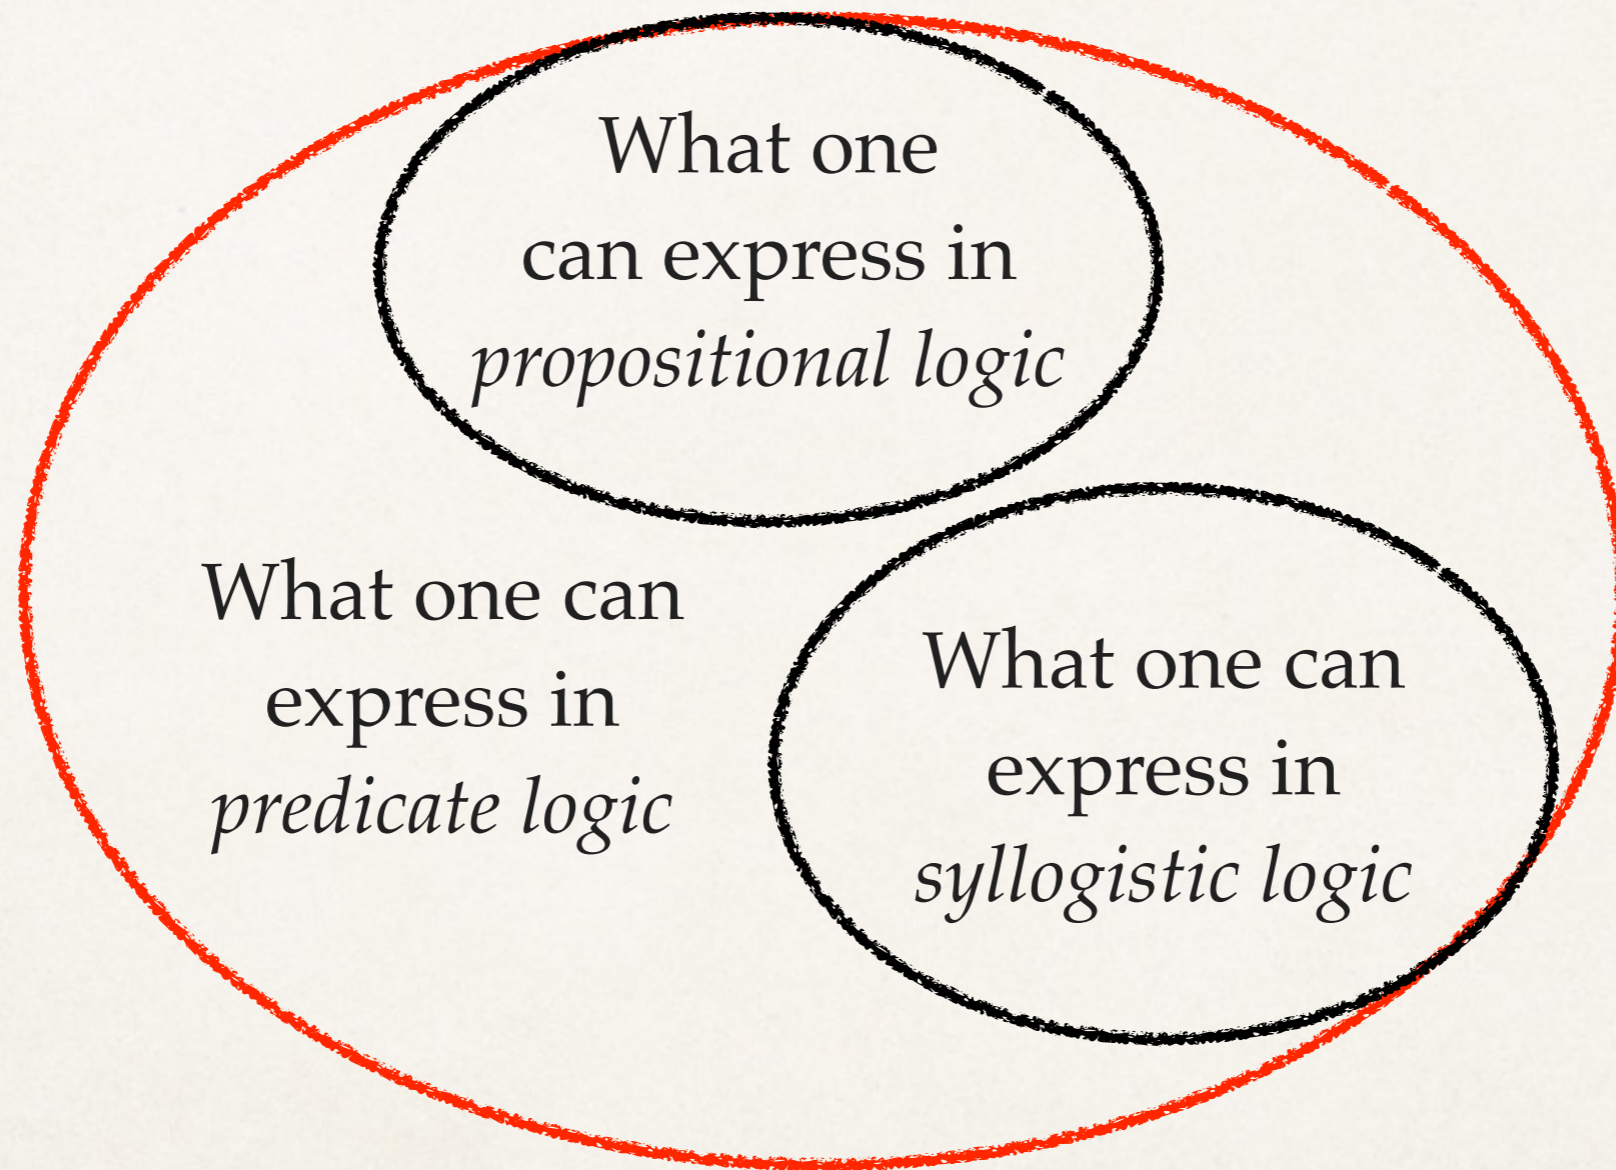 What one
can express in
propositional logic
What one can
express in
predicate logic
What one can
express in
syllogistic logic